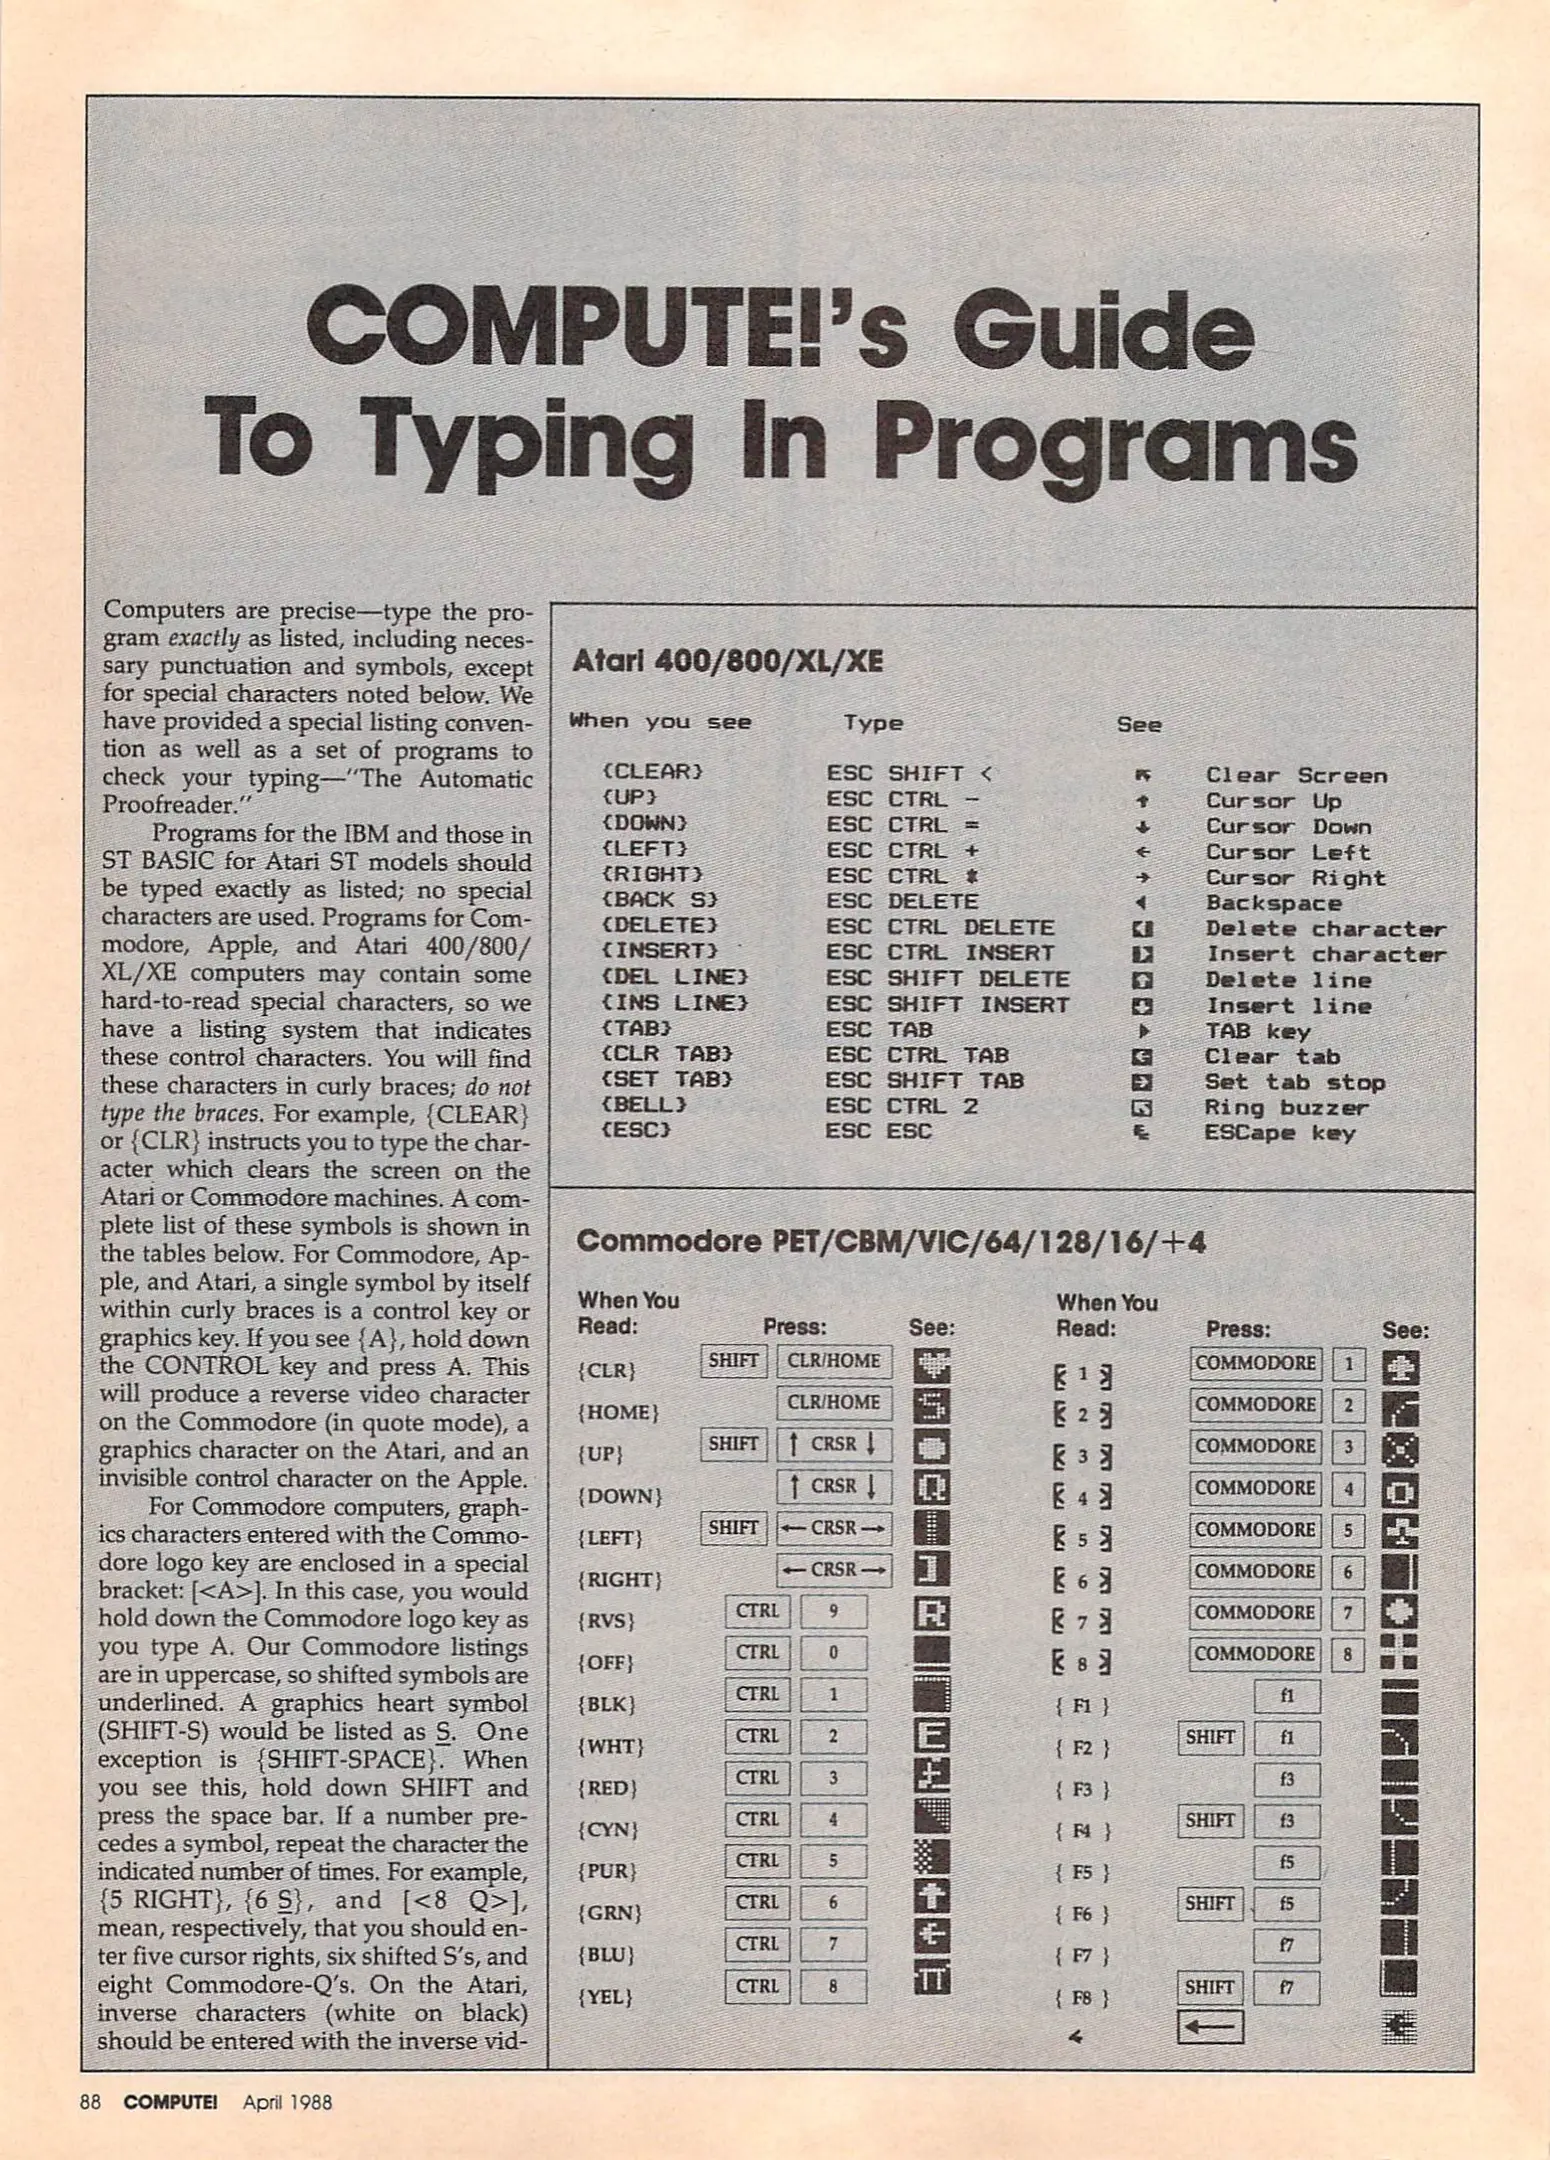 COMPUTE!'s Guide
To Typing In Programs
Computers are precise—type the pro-
gram exactly as listed, including neces-
sary punctuation and symbols, except
for special characters noted below. We
have provided a special listing conven-
tion as well as a set of programs to
check your typing—"The Automatic
Proofreader."
Programs for the IBM and those in
ST BASIC for Atari ST models should
be typed exactly as listed; no special
characters are used. Programs for Com-
modore, Apple, and Atari 400/800/
XL/XE computers may contain some
hard-to-read special characters, so we
have a listing system that indicates
these control characters. You will find
these characters in curly braces; do not
type the braces. For example, {CLEAR}
or {CLR} instructs you to type the char-
acter which clears the screen on the
Atari or Commodore machines. A com-
plete list of these symbols is shown in
the tables below. For Commodore, Ap-
ple, and Atari, a single symbol by itself
within curly braces is a control key or
graphics key. If you see {A}, hold down
the CONTROL key and press A. This
will produce a reverse video character
on the Commodore (in quote mode), a
graphics character on the Atari, and an
invisible control character on the Apple.
For Commodore computers, graph-
ics characters entered with the Commo-
dore logo key are enclosed in a special
bracket: [<A>]. In this case, you would
hold down the Commodore logo key as
you type A. Our Commodore listings
are in uppercase, so shifted symbols are
underlined. A graphics heart symbol
(SHIFT-S) would be listed as S. One
exception is {SHIFT-SPACE}. When
you see this, hold down SHIFT and
press the space bar. If a number pre-
cedes a symbol, repeat the character the
indicated number of times. For example,
{5 RIGHT}, {6 S}, and [<8 Q>],
mean, respectively, that you should en-
ter five cursor rights, six shifted S's, and
eight Commodore-Q's. On the Atari,
inverse characters (white on black)
should be entered with the inverse vid-
Atari 400/800/XL/XE
When you see Type See
{CLEAR} ESC SHIFT < ↖ Clear Screen
{UP} ESC CTRL - ↑ Cursor Up
{DOWN} ESC CTRL = ↓ Cursor Down
{LEFT} ESC CTRL + ← Cursor Left
{RIGHT} ESC CTRL * → Cursor Right
{BACK S} ESC DELETE ◀ Backspace
{DELETE} ESC CTRL DELETE Delete character
{INSERT} ESC CTRL INSERT Insert character
{DEL LINE} ESC SHIFT DELETE Delete line
{INS LINE} ESC SHIFT INSERT Insert line
{TAB} ESC TAB ▶ TAB key
{CLR TAB} ESC CTRL TAB Clear tab
{SET TAB} ESC SHIFT TAB Set tab stop
{BELL} ESC CTRL 2 Ring buzzer
{ESC} ESC ESC ESCape key
Commodore PET/CBM/VIC/64/128/16/+4
When You
Read: Press: See:
{CLR} SHIFT CLR/HOME
{HOME} CLR/HOME
{UP} SHIFT ↑ CRSR ↓
{DOWN} ↑ CRSR ↓
{LEFT} SHIFT ← CRSR →
{RIGHT} ← CRSR →
{RVS} CTRL 9
{OFF} CTRL 0
{BLK} CTRL 1
{WHT} CTRL 2
{RED} CTRL 3
{CYN} CTRL 4
{PUR} CTRL 5
{GRN} CTRL 6
{BLU} CTRL 7
{YEL} CTRL 8
When You
Read: Press: See:
[< 1 >] COMMODORE 1
[< 2 >] COMMODORE 2
[< 3 >] COMMODORE 3
[< 4 >] COMMODORE 4
[< 5 >] COMMODORE 5
[< 6 >] COMMODORE 6
[< 7 >] COMMODORE 7
[< 8 >] COMMODORE 8
{ F1 } f1
{ F2 } SHIFT f1
{ F3 } f3
{ F4 } SHIFT f3
{ F5 } f5
{ F6 } SHIFT f5
{ F7 } f7
{ F8 } SHIFT f7
← ←
88 COMPUTE! April 1988